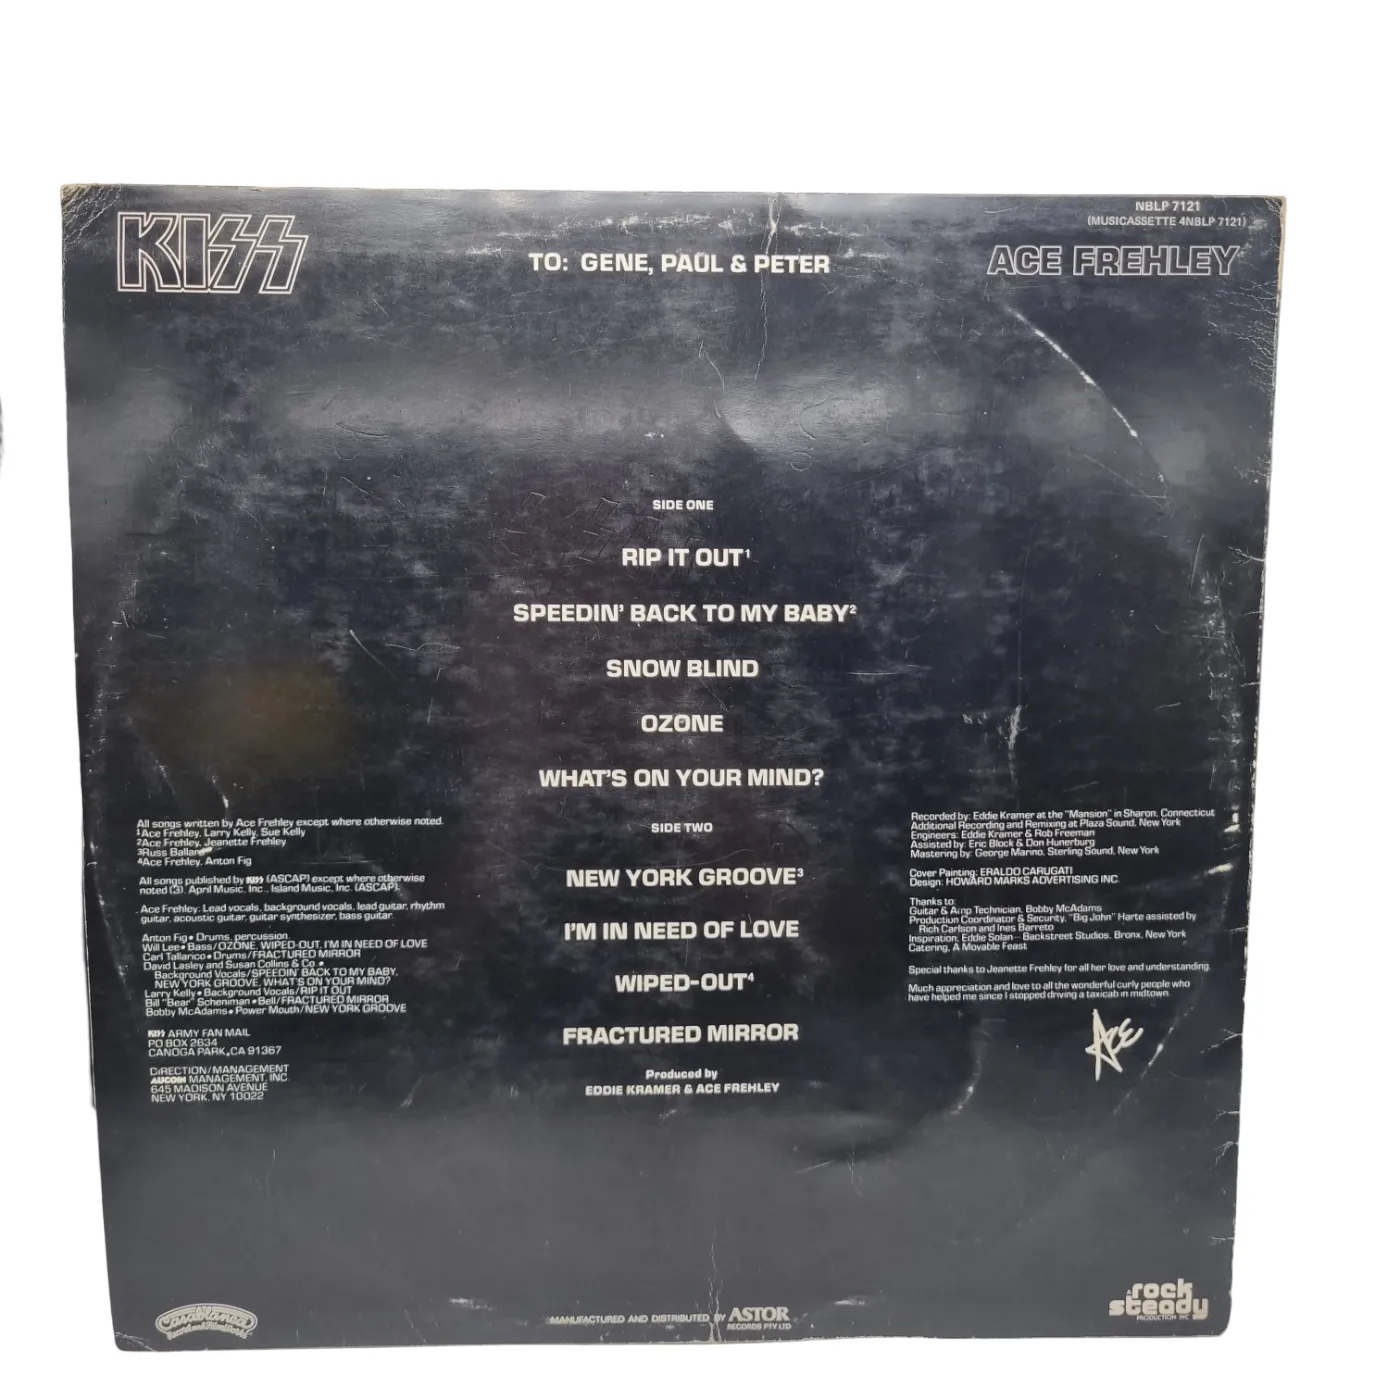 KISS
TO: GENE, PAUL & PETER
NBLP 7121
(MUSICASSETTE 4NBLP 7121)
ACE FREHLEY
SIDE ONE
RIP IT OUT¹
SPEEDIN' BACK TO MY BABY²
SNOW BLIND
OZONE
WHAT'S ON YOUR MIND?
SIDE TWO
NEW YORK GROOVE³
I'M IN NEED OF LOVE
WIPED-OUT⁴
FRACTURED MIRROR
Produced by
EDDIE KRAMER & ACE FREHLEY
All songs written by Ace Frehley except where otherwise noted.
¹Ace Frehley, Larry Kelly, Sue Kelly
²Ace Frehley, Jeanette Frehley
³Russ Ballard
⁴Ace Frehley, Anton Fig
All songs published by KISS (ASCAP) except where otherwise
noted (3), April Music, Inc., Island Music, Inc. (ASCAP).
Ace Frehley: Lead vocals, background vocals, lead guitar, rhythm
guitar, acoustic guitar, guitar synthesizer, bass guitar.
Anton Fig • Drums, percussion.
Will Lee • Bass/OZONE, WIPED-OUT, I'M IN NEED OF LOVE
Carl Tallarico • Drums/FRACTURED MIRROR
David Lasley and Susan Collins & Co. •
Background Vocals/SPEEDIN' BACK TO MY BABY,
NEW YORK GROOVE, WHAT'S ON YOUR MIND?
Larry Kelly • Background Vocals/RIP IT OUT
Bill "Bear" Scheniman • Bell/FRACTURED MIRROR
Bobby McAdams • Power Mouth/NEW YORK GROOVE
KISS ARMY FAN MAIL
PO BOX 2634
CANOGA PARK, CA 91367
DIRECTION/MANAGEMENT
AUCOIN MANAGEMENT, INC.
645 MADISON AVENUE
NEW YORK, NY 10022
Recorded by: Eddie Kramer at the "Mansion" in Sharon, Connecticut
Additional Recording and Remixing at Plaza Sound, New York
Engineers: Eddie Kramer & Rob Freeman
Assisted by: Eric Block & Don Hunerburg
Mastering by: George Marino, Sterling Sound, New York
Cover Painting: ERALDO CARUGATI
Design: HOWARD MARKS ADVERTISING INC.
Thanks to:
Guitar & Amp Technician, Bobby McAdams
Production Coordinator & Security, "Big John" Harte assisted by
Rich Carlson and Ines Barreto
Inspiration, Eddie Solan—Backstreet Studios, Bronx, New York
Catering, A Movable Feast
Special thanks to Jeanette Frehley for all her love and understanding.
Much appreciation and love to all the wonderful curly people who
have helped me since I stopped driving a taxicab in midtown.
Ace
Casablanca
Record and FilmWorks
MANUFACTURED AND DISTRIBUTED BY ASTOR
RECORDS PTY LTD
rock
steady
PRODUCTION INC